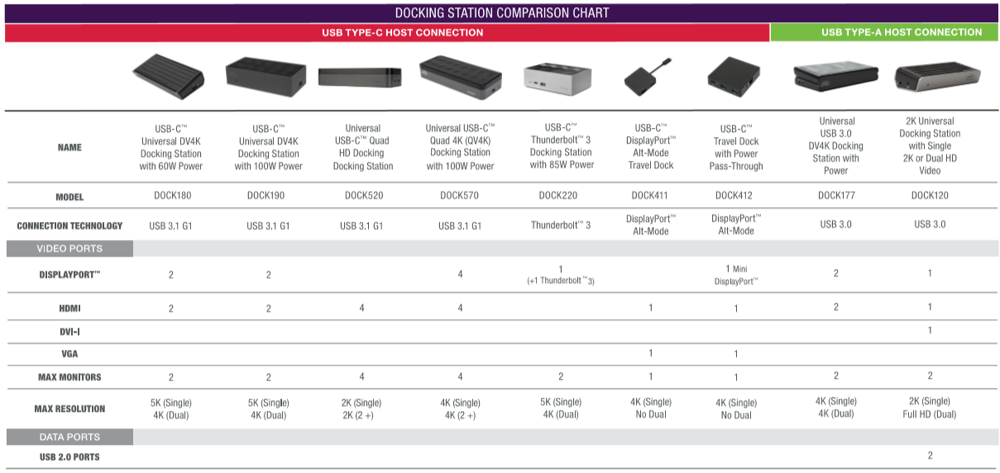 DOCKING STATION COMPARISON CHART
USB TYPE-C HOST CONNECTION USB TYPE-A HOST CONNECTION
NAME
USB-C™
Universal DV4K
Docking Station
with 60W Power
USB-C™
Universal DV4K
Docking Station
with 100W Power
Universal
USB-C™ Quad
HD Docking
Docking Station
Universal USB-C™
Quad 4K (QV4K)
Docking Station
with 100W Power
USB-C™
Thunderbolt™ 3
Docking Station
with 85W Power
USB-C™
DisplayPort™
Alt-Mode
Travel Dock
USB-C™
Travel Dock
with Power
Pass-Through
Universal
USB 3.0
DV4K Docking
Station with
Power
2K Universal
Docking Station
with Single
2K or Dual HD
Video
MODEL DOCK180 DOCK190 DOCK520 DOCK570 DOCK220 DOCK411 DOCK412 DOCK177 DOCK120
CONNECTION TECHNOLOGY USB 3.1 G1 USB 3.1 G1 USB 3.1 G1 USB 3.1 G1 Thunderbolt™ 3
DisplayPort™
Alt-Mode
DisplayPort™
Alt-Mode
USB 3.0 USB 3.0
VIDEO PORTS
DISPLAYPORT™ 2 2 4
1
(+1 Thunderbolt™3)
1 Mini
DisplayPort™
2 1
HDMI 2 2 4 4 1 1 2 1
DVI-I 1
VGA 1 1
MAX MONITORS 2 2 4 4 2 1 1 2 2
MAX RESOLUTION
5K (Single)
4K (Dual)
5K (Single)
4K (Dual)
2K (Single)
2K (2 +)
4K (Single)
4K (2 +)
5K (Single)
4K (Dual)
4K (Single)
No Dual
4K (Single)
No Dual
4K (Single)
4K (Dual)
2K (Single)
Full HD (Dual)
DATA PORTS
USB 2.0 PORTS 2